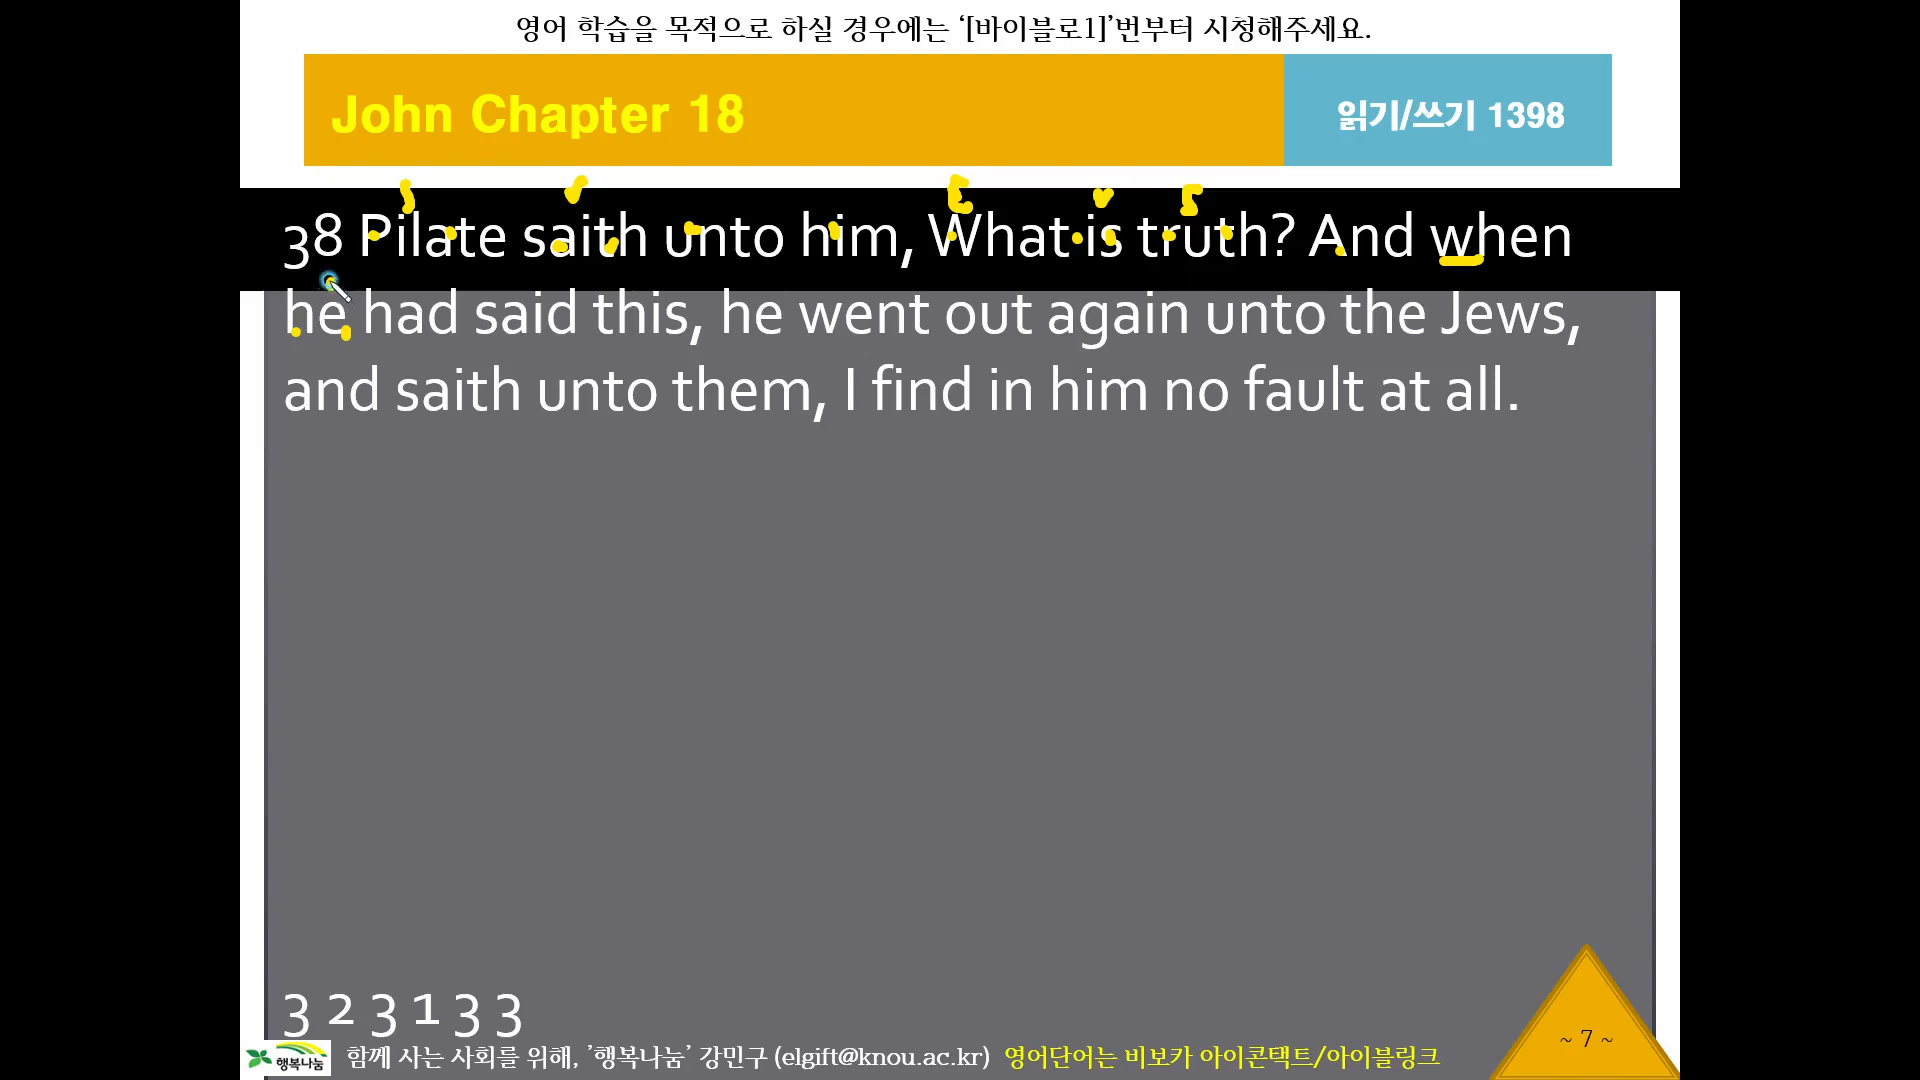 영어 학습을 목적으로 하실 경우에는 ‘[바이블로1]’번부터 시청해주세요.
John Chapter 18
읽기/쓰기 1398
38 Pilate saith unto him, What is truth? And when
he had said this, he went out again unto the Jews,
and saith unto them, I find in him no fault at all.
3 2 3 1 3 3
행복나눔
함께 사는 사회를 위해, ’행복나눔’ 강민구 (elgift@knou.ac.kr) 영어단어는 비보카 아이콘택트/아이블링크
~ 7 ~